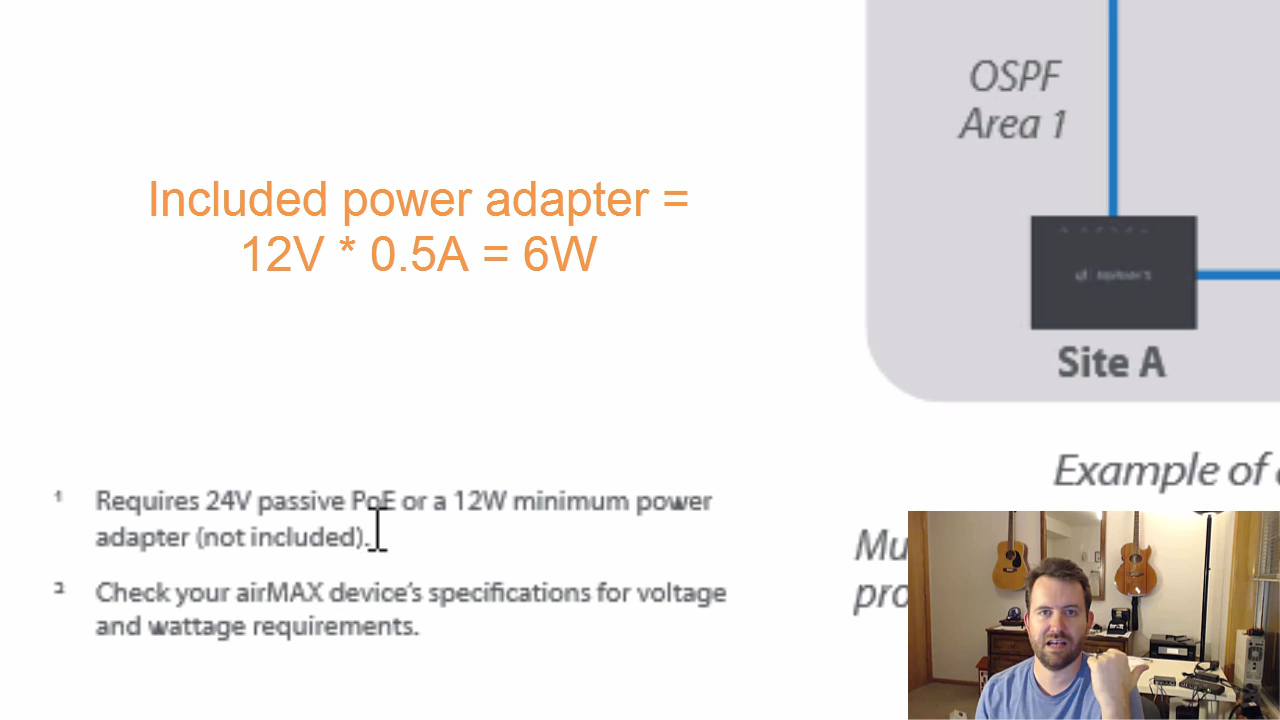 Included power adapter =
12V * 0.5A = 6W
OSPF
Area 1
Site A
Example of
1 Requires 24V passive PoE or a 12W minimum power
adapter (not included).
2 Check your airMAX device's specifications for voltage
and wattage requirements.
Mu
pro